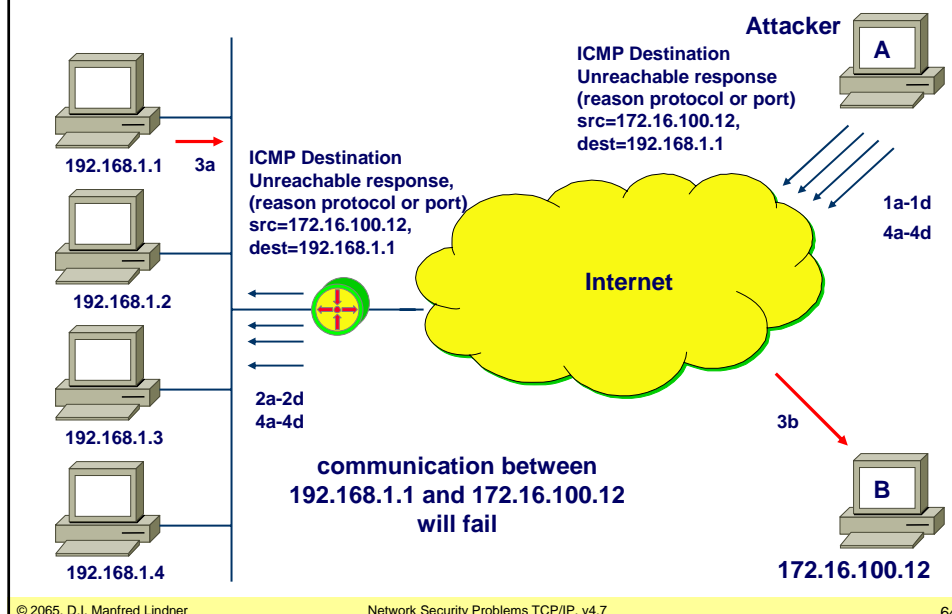 Attacker
A
ICMP Destination
Unreachable response
(reason protocol or port)
src=172.16.100.12,
dest=192.168.1.1
192.168.1.1
3a
ICMP Destination
Unreachable response,
(reason protocol or port)
src=172.16.100.12,
dest=192.168.1.1
1a-1d
4a-4d
192.168.1.2
Internet
2a-2d
4a-4d
192.168.1.3
3b
communication between
192.168.1.1 and 172.16.100.12
will fail
B
192.168.1.4
172.16.100.12
© 2065, D.I. Manfred Lindner
Network Security Problems TCP/IP, v4.7